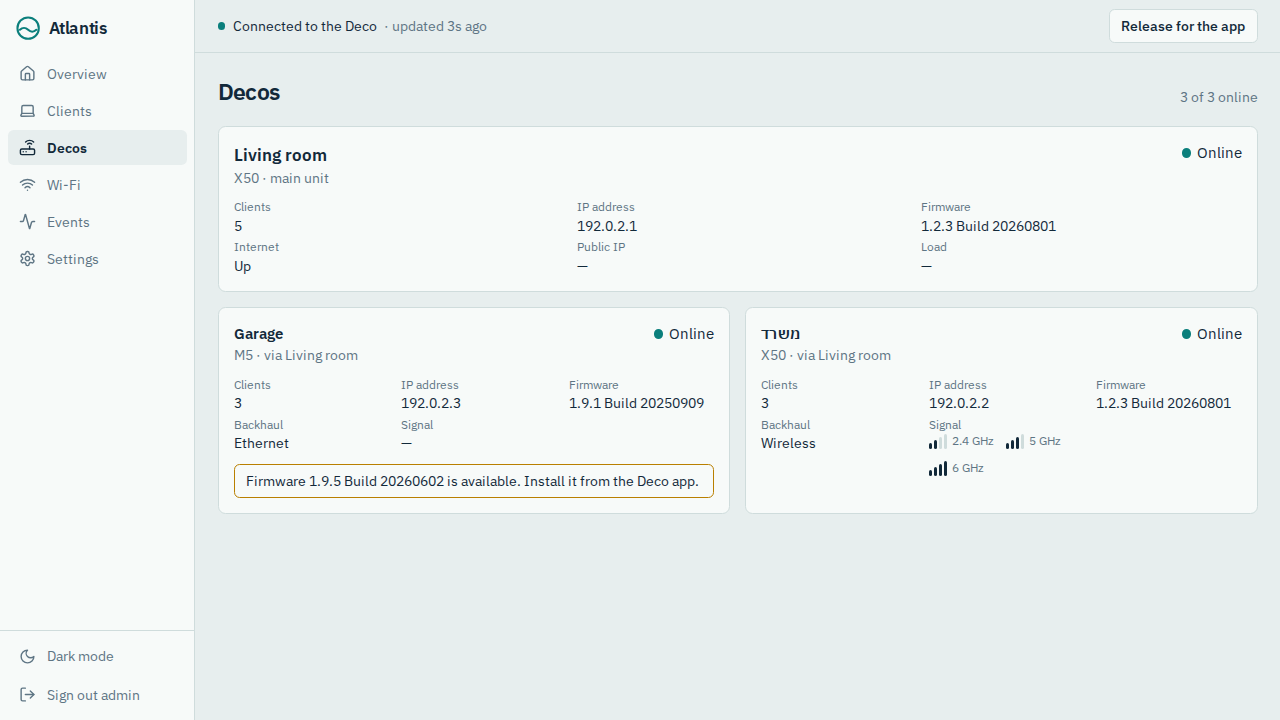 Atlantis
Overview
Clients
Decos
Wi-Fi
Events
Settings
Dark mode
Sign out admin
Connected to the Deco · updated 3s ago
Release for the app
Decos
3 of 3 online
Living room
Online
X50 · main unit
Clients
5
IP address
192.0.2.1
Firmware
1.2.3 Build 20260801
Internet
Up
Public IP
—
Load
—
Garage
Online
M5 · via Living room
Clients
3
IP address
192.0.2.3
Firmware
1.9.1 Build 20250909
Backhaul
Ethernet
Signal
—
Firmware 1.9.5 Build 20260602 is available. Install it from the Deco app.
משרד
Online
X50 · via Living room
Clients
3
IP address
192.0.2.2
Firmware
1.2.3 Build 20260801
Backhaul
Wireless
Signal
2.4 GHz
5 GHz
6 GHz